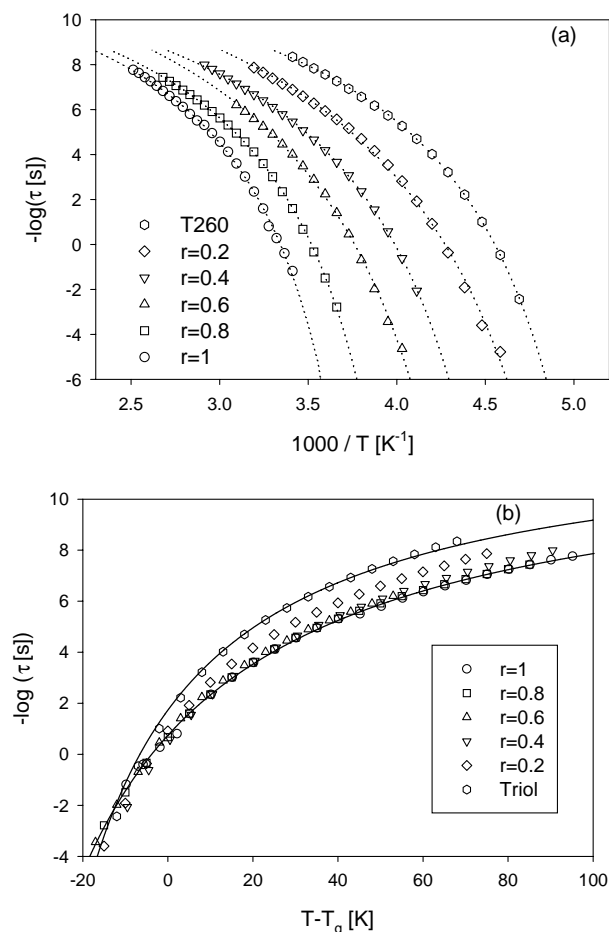 (a)
10
8
6
4
2
0
-2
-4
-6
-log(τ [s])
T260
r=0.2
r=0.4
r=0.6
r=0.8
r=1
2.5 3.0 3.5 4.0 4.5 5.0
1000 / T [K⁻¹]
(b)
10
8
6
4
2
0
-2
-4
-log (τ [s])
r=1
r=0.8
r=0.6
r=0.4
r=0.2
Triol
-20 0 20 40 60 80 100
T-Tg [K]